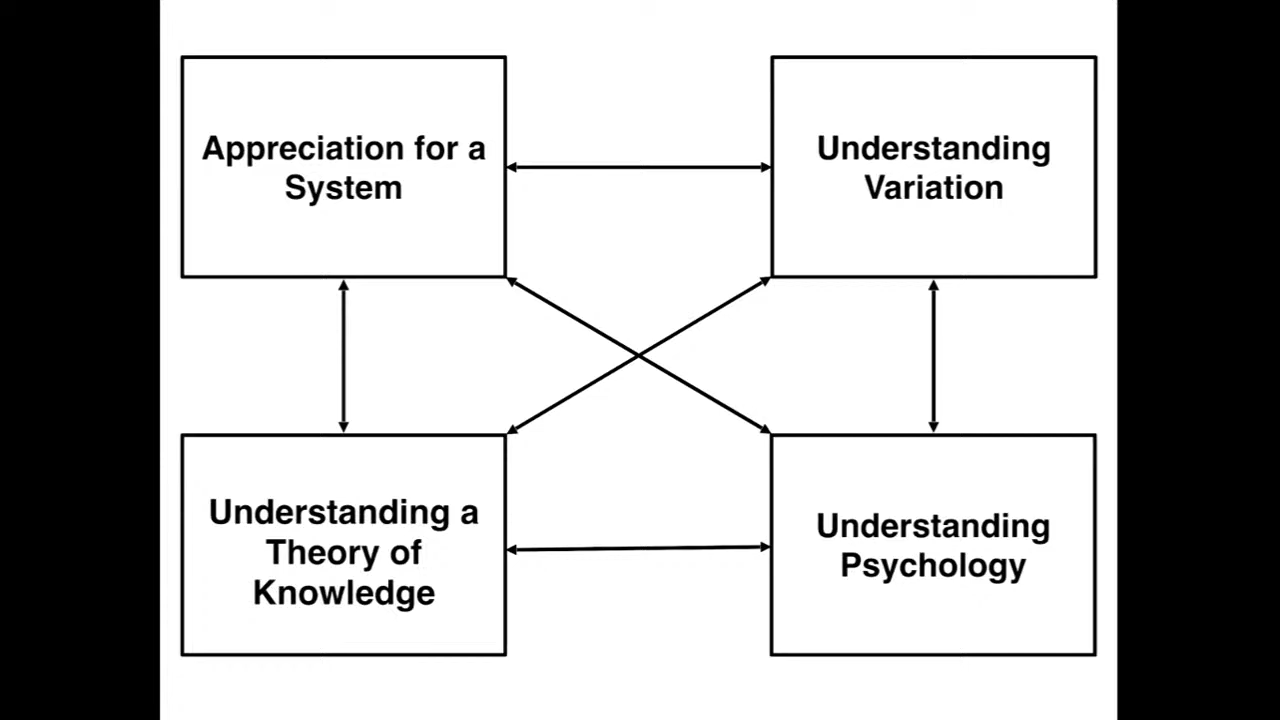 Appreciation for a
System
Understanding
Variation
Understanding a
Theory of
Knowledge
Understanding
Psychology